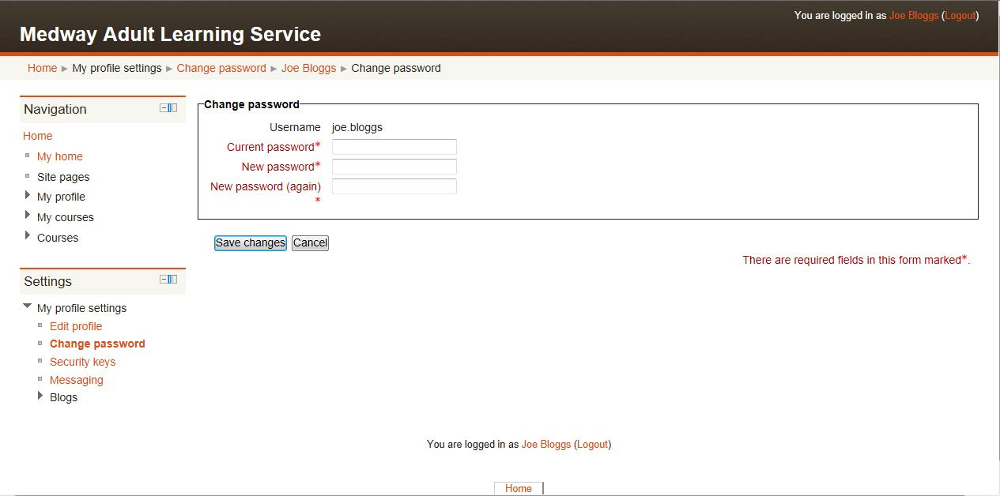 You are logged in as Joe Bloggs (Logout)
Medway Adult Learning Service
Home ► My profile settings ► Change password ► Joe Bloggs ► Change password
Navigation
Home
My home
Site pages
My profile
My courses
Courses
Settings
My profile settings
Edit profile
Change password
Security keys
Messaging
Blogs
Change password
Username joe.bloggs
Current password*
New password*
New password (again)
*
Save changes Cancel
There are required fields in this form marked*.
You are logged in as Joe Bloggs (Logout)
Home